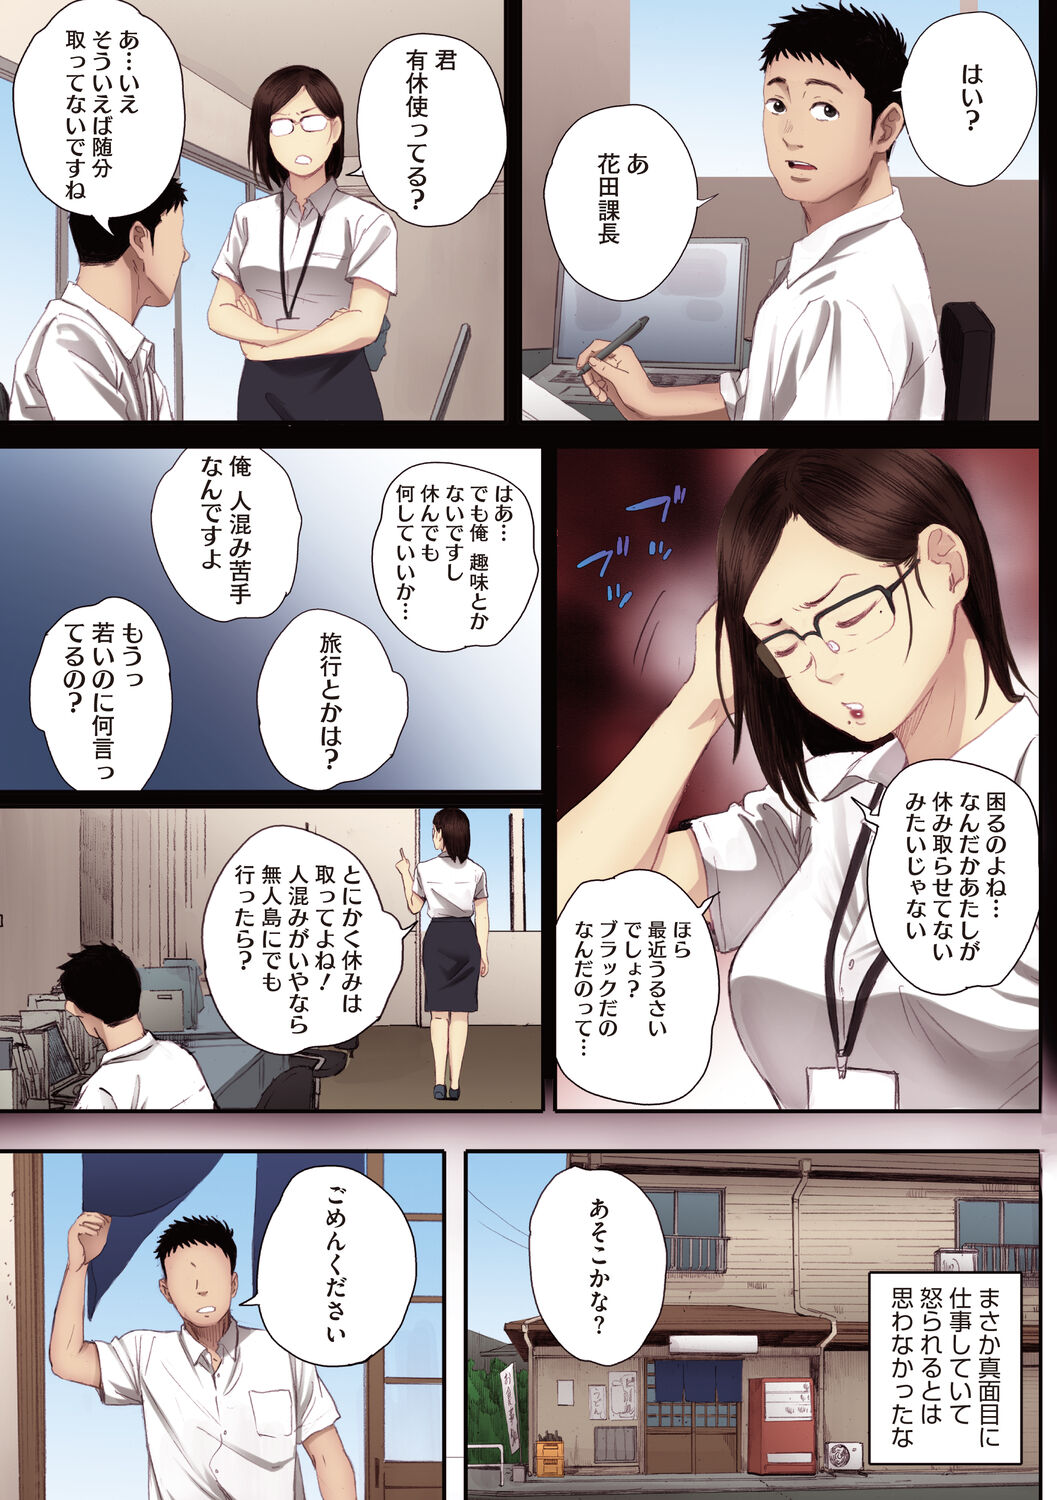 はい?
あ
花田課長
君
有休使ってる?
あ…いえ
そういえば随分
取ってないですね
ブンブン
困るのよね…
なんだかあたしが
休み取らせてない
みたいじゃない
ほら
最近うるさい
でしょ?
ブラックだの
なんだのって…
はあ…
でも俺 趣味とか
ないですし
休んでも
何していいか…
旅行とかは?
俺 人混み苦手
なんですよ
もうっ
若いのに何言っ
てるの?
とにかく休みは
取ってよね!
人混みがいやなら
無人島にでも
行ったら?
まさか真面目に
仕事していて
怒られるとは
思わなかったな
あそこかな?
お食事処
うどん
ごめんください